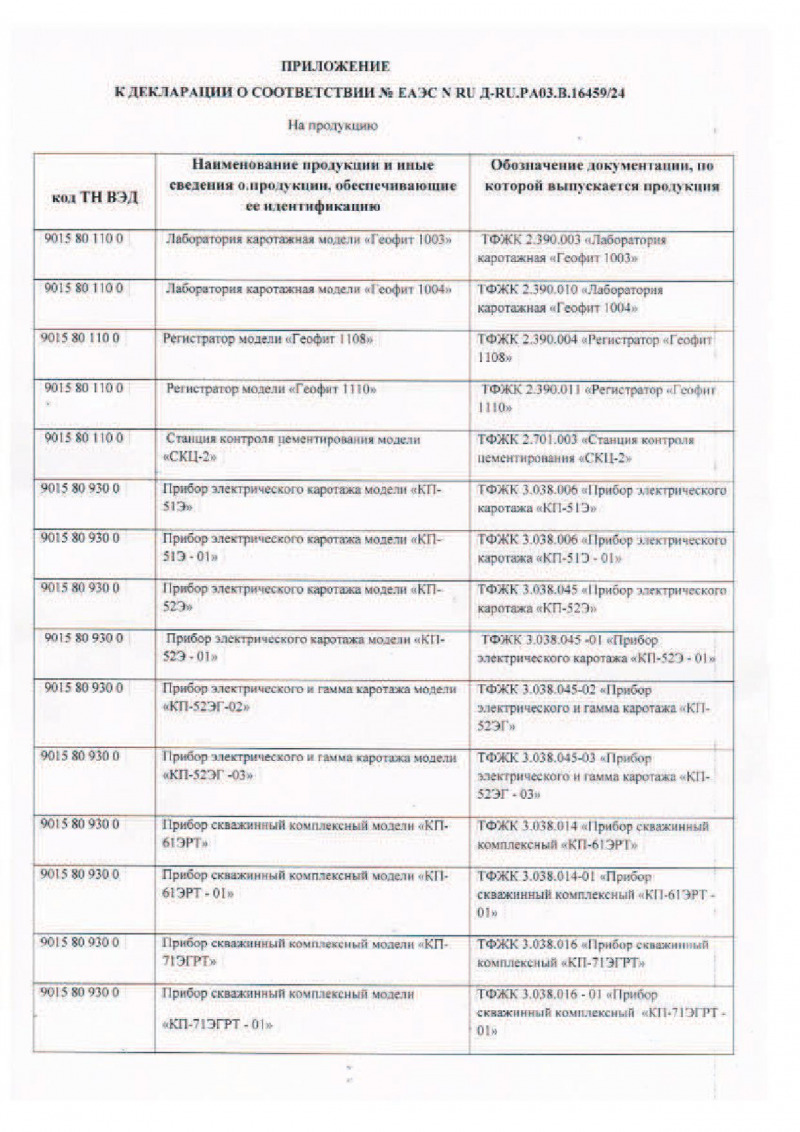 ПРИЛОЖЕНИЕ
К ДЕКЛАРАЦИИ О СООТВЕТСТВИИ № ЕАЭС N RU Д-RU.РА03.В.16459/24
На продукцию
код ТН ВЭД
Наименование продукции и иные
сведения о.продукции, обеспечивающие
ее идентификацию
Обозначение документации, по
которой выпускается продукция
9015 80 110 0
Лаборатория каротажная модели «Геофит 1003»
ТФЖК 2.390.003 «Лаборатория
каротажная «Геофит 1003»
9015 80 110 0
Лаборатория каротажная модели «Геофит 1004»
ТФЖК 2.390.010 «Лаборатория
каротажная «Геофит 1004»
9015 80 110 0
Регистратор модели «Геофит 1108»
ТФЖК 2.390.004 «Регистратор «Геофит
1108»
9015 80 110 0
Регистратор модели «Геофит 1110»
ТФЖК 2.390.011 «Регистратор «Геофит
1110»
9015 80 110 0
Станция контроля цементирования модели
«СКЦ-2»
ТФЖК 2.701.003 «Станция контроля
цементирования «СКЦ-2»
9015 80 930 0
Прибор электрического каротажа модели «КП-
51Э»
ТФЖК 3.038.006 «Прибор электрического
каротажа «КП-51Э»
9015 80 930 0
Прибор электрического каротажа модели «КП-
51Э - 01»
ТФЖК 3.038.006 «Прибор электрического
каротажа «КП-51Э - 01»
9015 80 930 0
Прибор электрического каротажа модели «КП-
52Э»
ТФЖК 3.038.045 «Прибор электрического
каротажа «КП-52Э»
9015 80 930 0
Прибор электрического каротажа модели «КП-
52Э - 01»
ТФЖК 3.038.045 -01 «Прибор
электрического каротажа «КП-52Э - 01»
9015 80 930 0
Прибор электрического и гамма каротажа модели
«КП-52ЭГ-02»
ТФЖК 3.038.045-02 «Прибор
электрического и гамма каротажа «КП-
52ЭГ»
9015 80 930 0
Прибор электрического и гамма каротажа модели
«КП-52ЭГ -03»
ТФЖК 3.038.045-03 «Прибор
электрического и гамма каротажа «КП-
52ЭГ - 03»
9015 80 930 0
Прибор скважинный комплексный модели «КП-
61ЭРТ»
ТФЖК 3.038.014 «Прибор скважинный
комплексный «КП-61ЭРТ»
9015 80 930 0
Прибор скважинный комплексный модели «КП-
61ЭРТ - 01»
ТФЖК 3.038.014-01 «Прибор
скважинный комплексный «КП-61ЭРТ -
01»
9015 80 930 0
Прибор скважинный комплексный модели «КП-
71ЭГРТ»
ТФЖК 3.038.016 «Прибор скважинный
комплексный «КП-71ЭГРТ»
9015 80 930 0
Прибор скважинный комплексный модели
«КП-71ЭГРТ - 01»
ТФЖК 3.038.016 - 01 «Прибор
скважинный комплексный «КП-71ЭГРТ -
01»